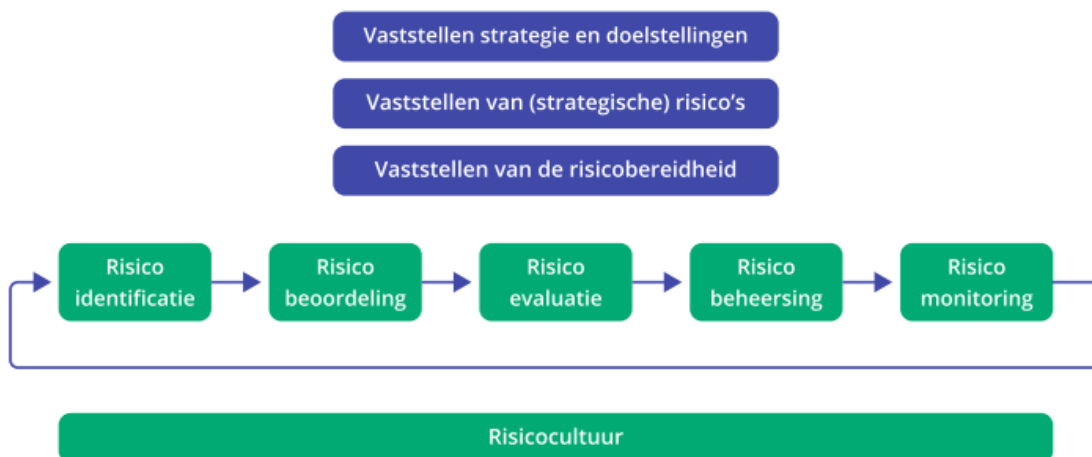 Vaststellen strategie en doelstellingen
Vaststellen van (strategische) risico's
Vaststellen van de risicobereidheid
Risico
identificatie
Risico
beoordeling
Risico
evaluatie
Risico
beheersing
Risico
monitoring
Risicocultuur